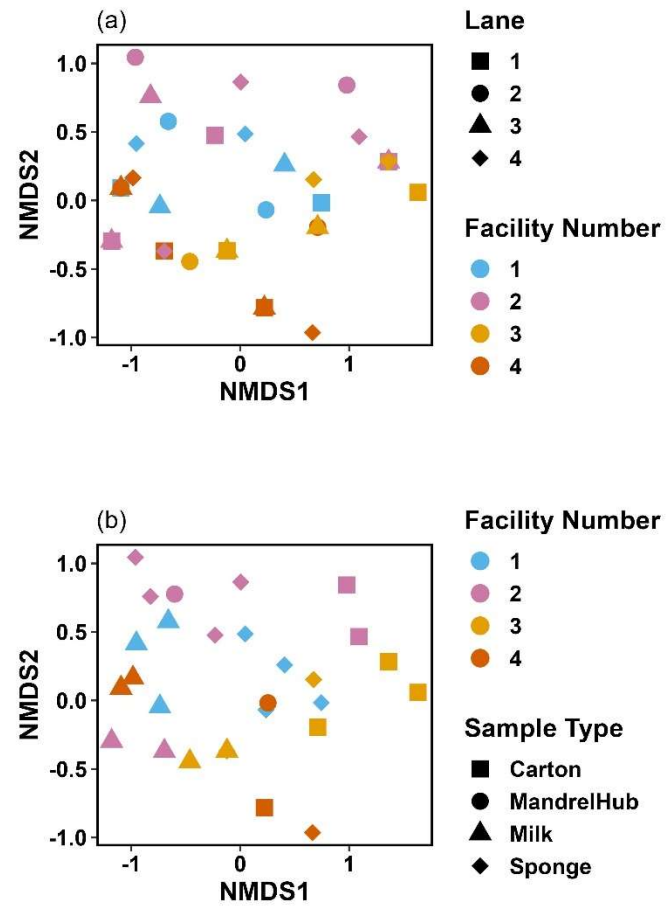 (a)
1.0
0.5
0.0
-0.5
-1.0
NMDS2
-1 0 1
NMDS1
Lane
1
2
3
4
Facility Number
1
2
3
4
(b)
1.0
0.5
0.0
-0.5
-1.0
NMDS2
-1 0 1
NMDS1
Facility Number
1
2
3
4
Sample Type
Carton
MandrelHub
Milk
Sponge